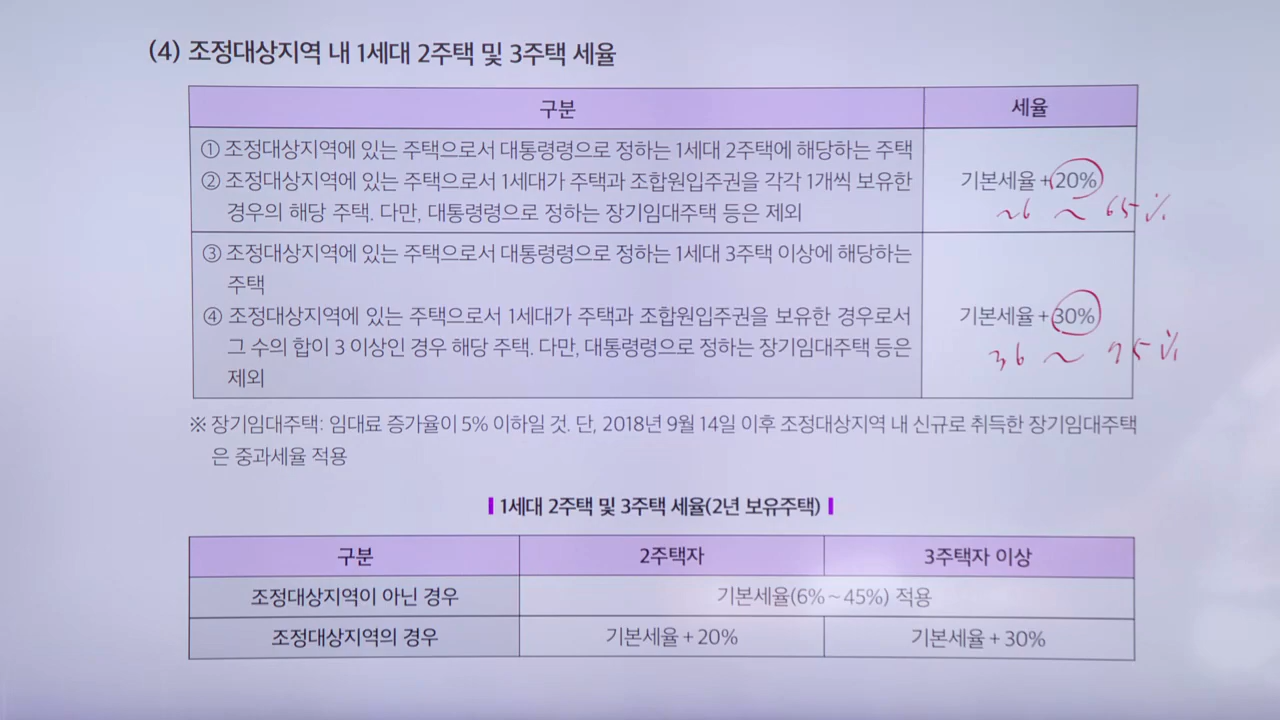 (4) 조정대상지역 내 1세대 2주택 및 3주택 세율
구분
세율
① 조정대상지역에 있는 주택으로서 대통령령으로 정하는 1세대 2주택에 해당하는 주택
② 조정대상지역에 있는 주택으로서 1세대가 주택과 조합원입주권을 각각 1개씩 보유한
경우의 해당 주택. 다만, 대통령령으로 정하는 장기임대주택 등은 제외
기본세율 + 20%
~6 ~ 65%
③ 조정대상지역에 있는 주택으로서 대통령령으로 정하는 1세대 3주택 이상에 해당하는
주택
④ 조정대상지역에 있는 주택으로서 1세대가 주택과 조합원입주권을 보유한 경우로서
그 수의 합이 3 이상인 경우 해당 주택. 다만, 대통령령으로 정하는 장기임대주택 등은
제외
기본세율 + 30%
36 ~ 75%
※ 장기임대주택: 임대료 증가율이 5% 이하일 것. 단, 2018년 9월 14일 이후 조정대상지역 내 신규로 취득한 장기임대주택
은 중과세율 적용
1세대 2주택 및 3주택 세율(2년 보유주택)
구분 2주택자 3주택자 이상
조정대상지역이 아닌 경우 기본세율(6%~45%) 적용
조정대상지역의 경우 기본세율 + 20% 기본세율 + 30%